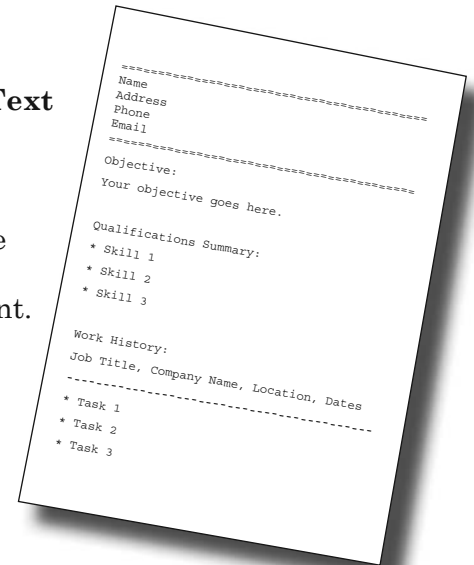 Text
e
nt.
==========================================
Name
Address
Phone
Email
==========================================
Objective:
Your objective goes here.
Qualifications Summary:
* Skill 1
* Skill 2
* Skill 3
Work History:
Job Title, Company Name, Location, Dates
-----------------------------------------
* Task 1
* Task 2
* Task 3